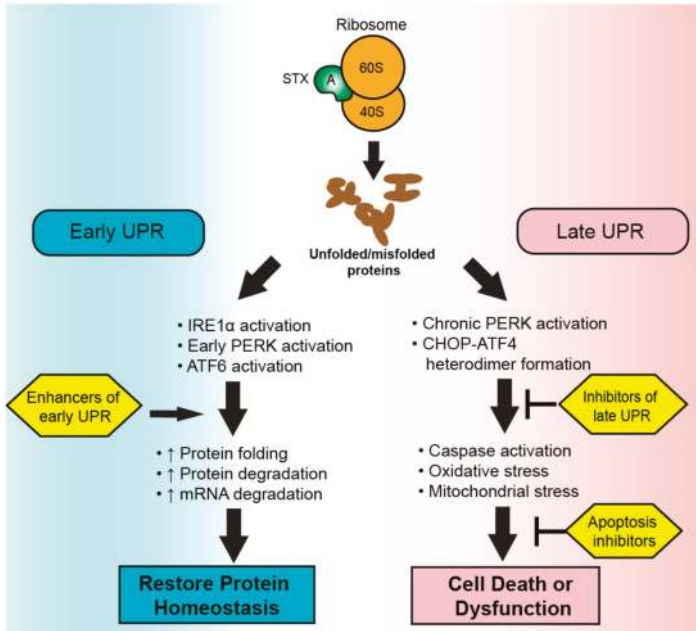 Ribosome
60S
STX
A
40S
Early UPR
Late UPR
Unfolded/misfolded
proteins
• IRE1α activation
• Early PERK activation
• ATF6 activation
• Chronic PERK activation
• CHOP-ATF4
heterodimer formation
Enhancers of
early UPR
Inhibitors of
late UPR
• ↑ Protein folding
• ↑ Protein degradation
• ↑ mRNA degradation
• Caspase activation
• Oxidative stress
• Mitochondrial stress
Apoptosis
inhibitors
Restore Protein
Homeostasis
Cell Death or
Dysfunction